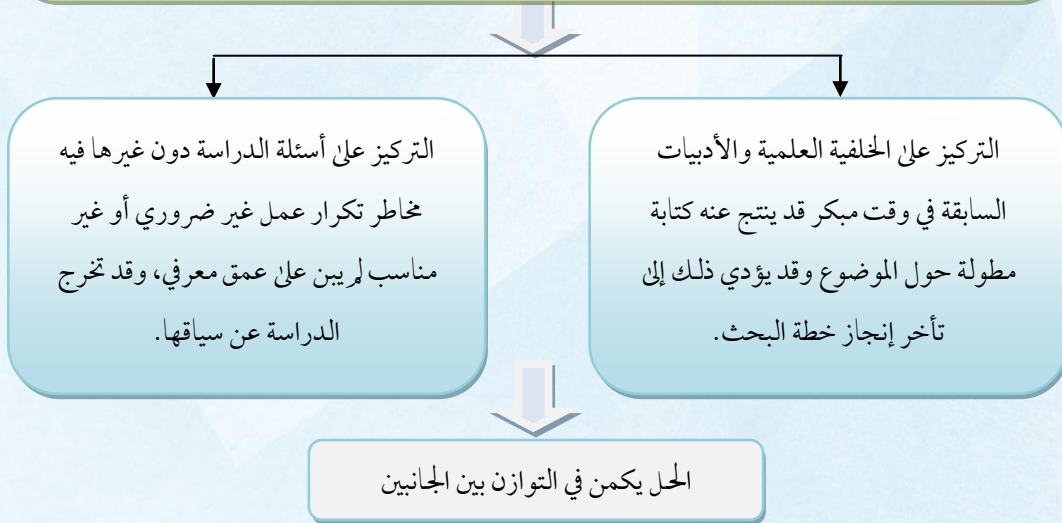 التركيز على الخلفية العلمية والأدبيات
السابقة في وقت مبكر قد ينتج عنه كتابة
مطولة حول الموضوع وقد يؤدي ذلك إلى
تأخر إنجاز خطة البحث.
التركيز على أسئلة الدراسة دون غيرها فيه
مخاطر تكرار عمل غير ضروري أو غير
مناسب لم يبن على عمق معرفي، وقد تخرج
الدراسة عن سياقها.
الحل يكمن في التوازن بين الجانبين